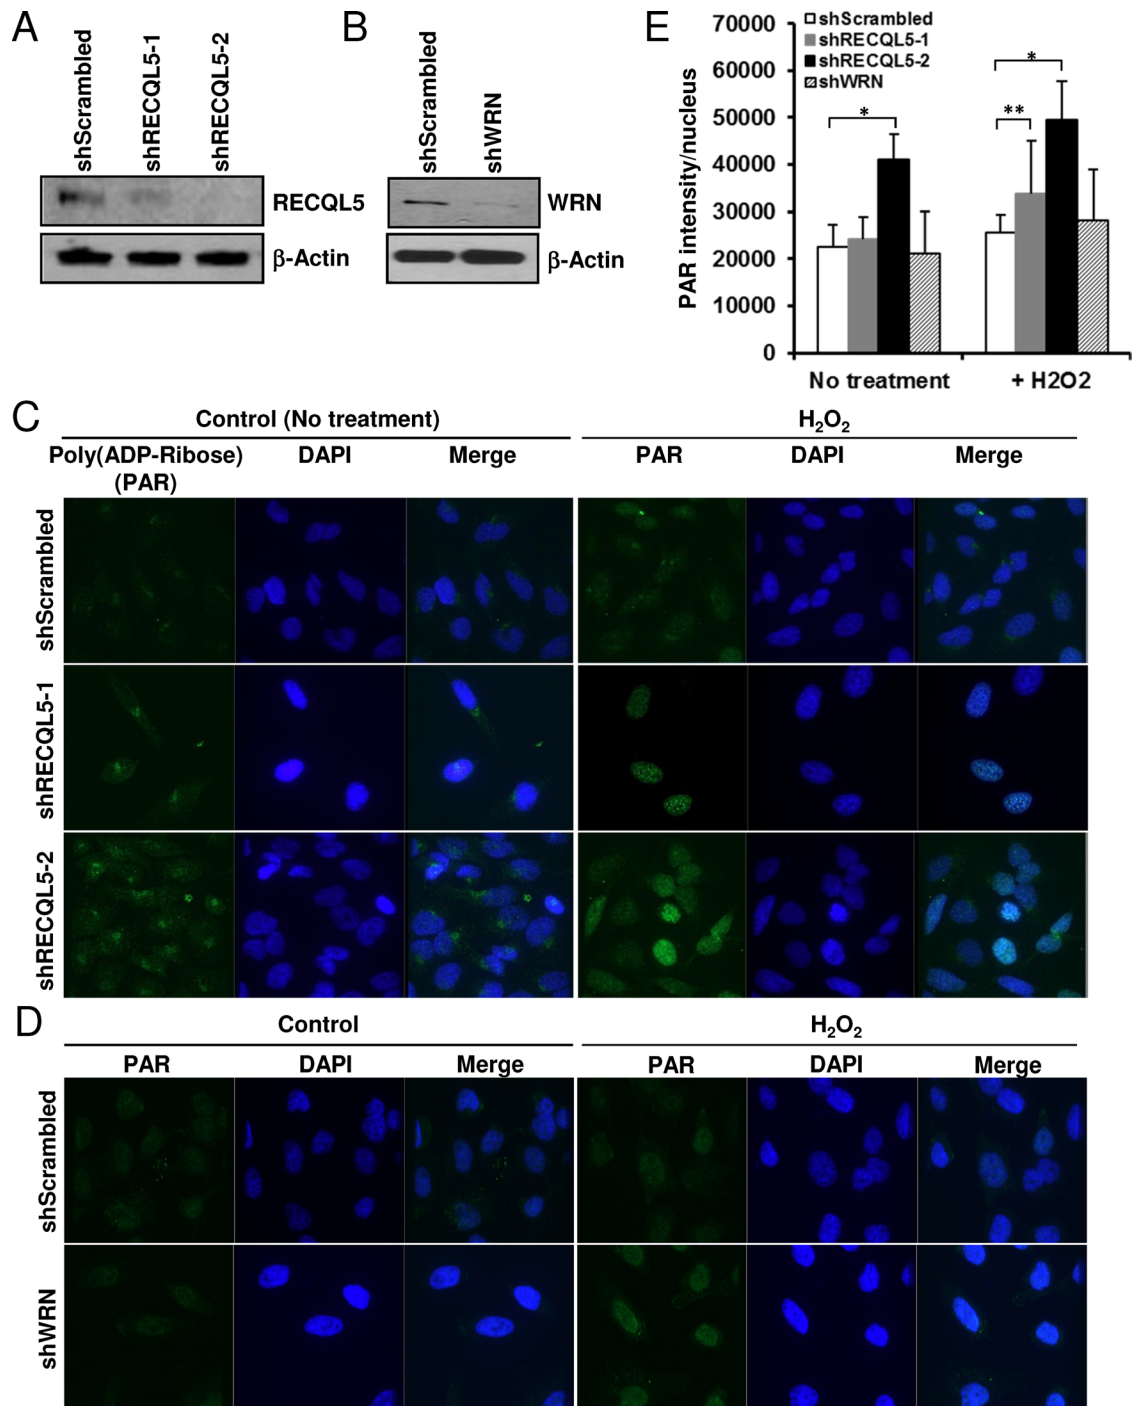 A
shScrambled
shRECQL5-1
shRECQL5-2
RECQL5
β-Actin
B
shScrambled
shWRN
WRN
β-Actin
E
PAR intensity/nucleus
70000
60000
50000
40000
30000
20000
10000
0
shScrambled
shRECQL5-1
shRECQL5-2
shWRN
*
**
*
No treatment
+ H2O2
C
Control (No treatment)
H₂O₂
Poly(ADP-Ribose)
(PAR)
DAPI
Merge
PAR
DAPI
Merge
shScrambled
shRECQL5-1
shRECQL5-2
D
Control
H₂O₂
PAR
DAPI
Merge
PAR
DAPI
Merge
shScrambled
shWRN